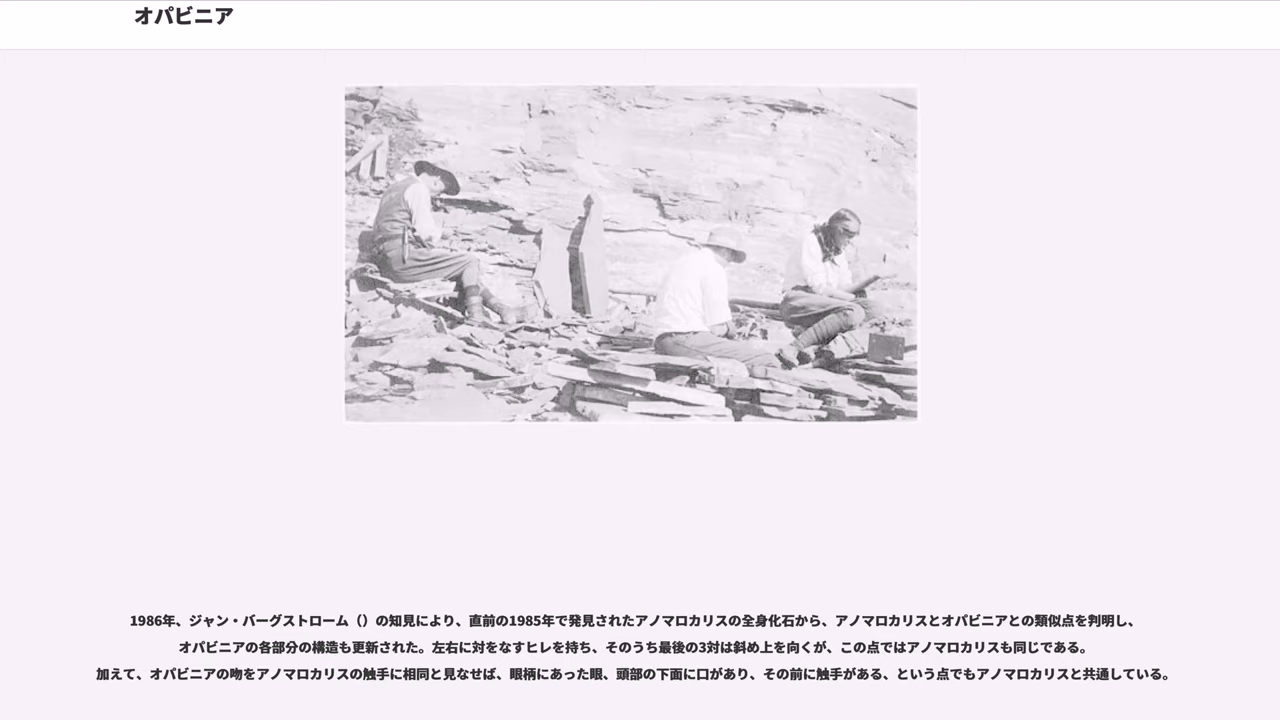 オパビニア
1986年、ジャン・バーグストローム（）の知見により、直前の1985年で発見されたアノマロカリスの全身化石から、アノマロカリスとオパビニアとの類似点を判明し、
オパビニアの各部分の構造も更新された。左右に対をなすヒレを持ち、そのうち最後の3対は斜め上を向くが、この点ではアノマロカリスも同じである。
加えて、オパビニアの吻をアノマロカリスの触手に相同と見なせば、眼柄にあった眼、頭部の下面に口があり、その前に触手がある、という点でもアノマロカリスと共通している。